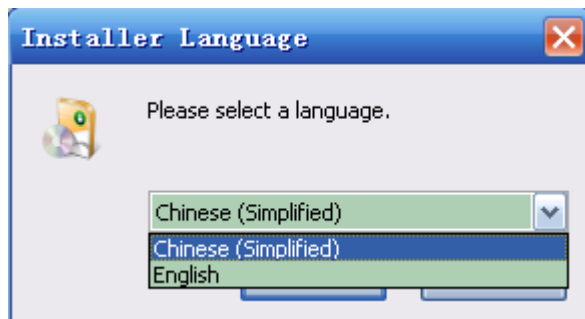 Installer Language
Please select a language.
Chinese (Simplified)
Chinese (Simplified)
English